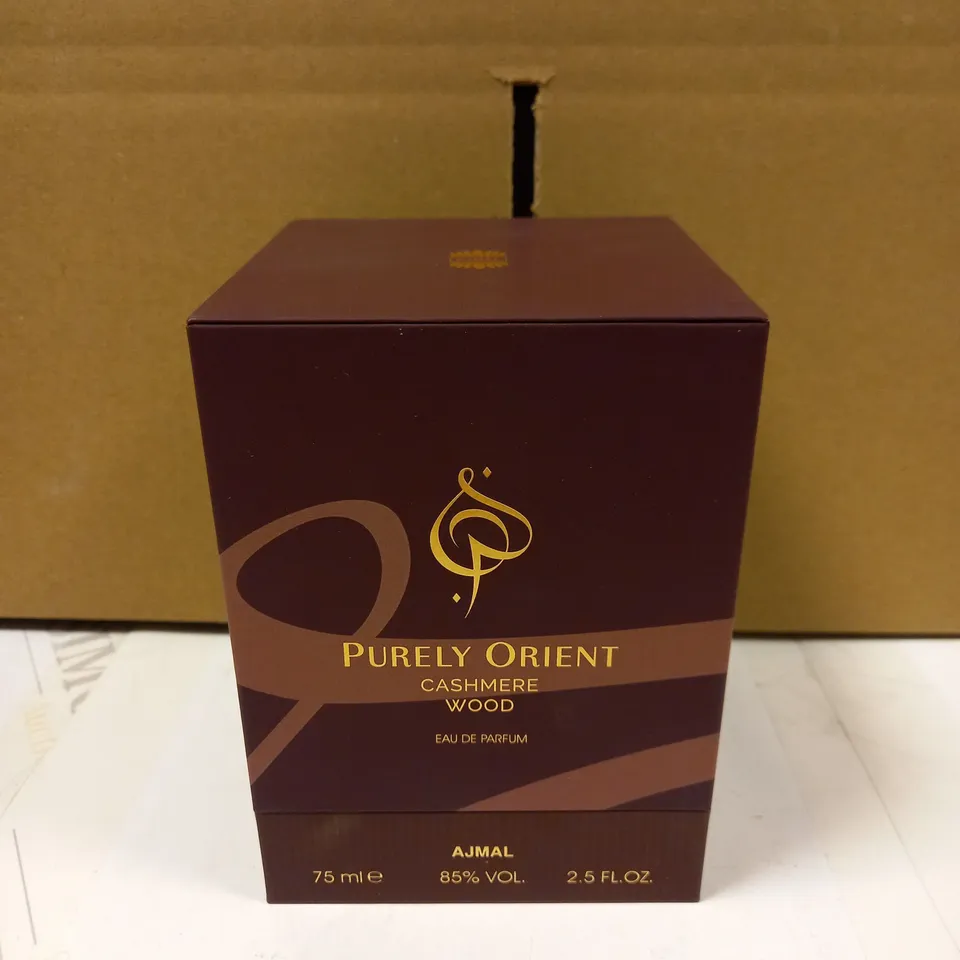 PURELY ORIENT
CASHMERE
WOOD
EAU DE PARFUM
AJMAL
75 ml ℮ 85% VOL. 2.5 FL.OZ.